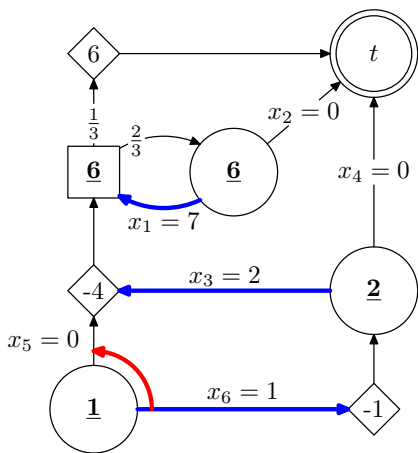 6
t
1/3
2/3
x₂ = 0
6
6
x₁ = 7
x₄ = 0
x₃ = 2
-4
2
x₅ = 0
x₆ = 1
1
-1